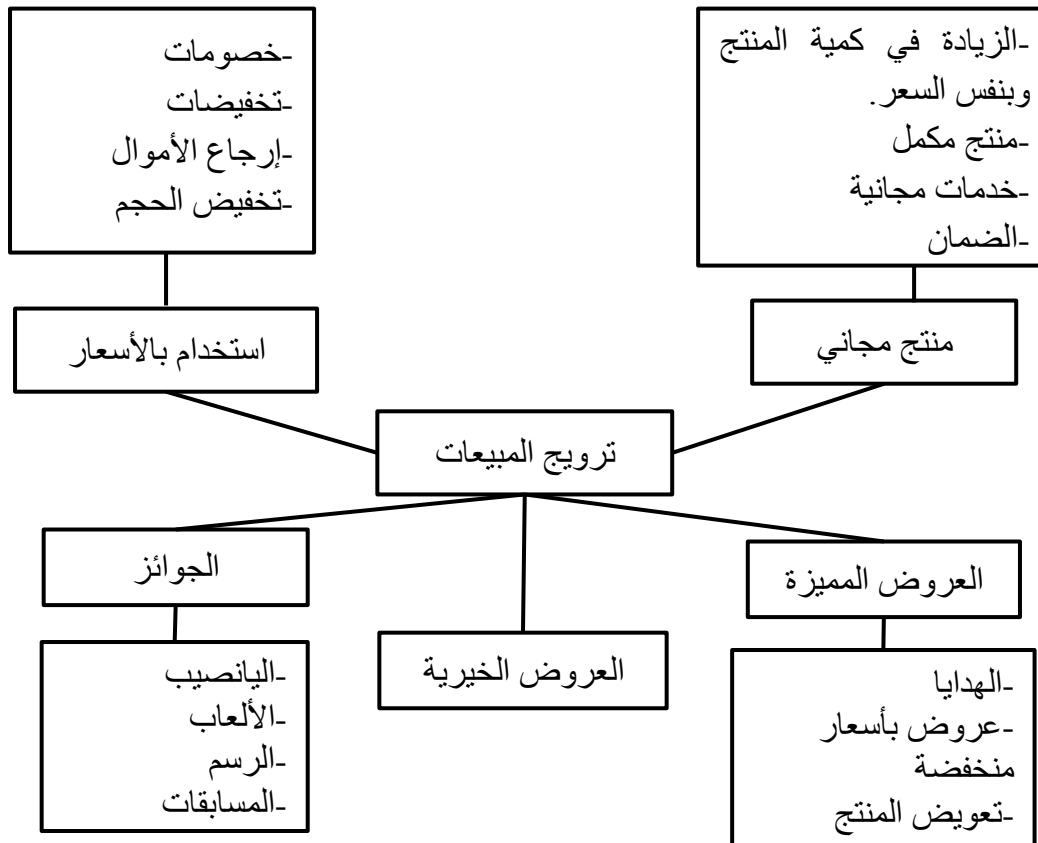 -الزيادة في كمية المنتج
وبنفس السعر.
-منتج مكمل
-خدمات مجانية
-الضمان
-خصومات
-تخفيضات
-إرجاع الأموال
-تخفيض الحجم
منتج مجاني
استخدام بالأسعار
ترويج المبيعات
العروض المميزة
العروض الخيرية
الجوائز
-الهدايا
-عروض بأسعار
منخفضة
-تعويض المنتج
-اليانصيب
-الألعاب
-الرسم
-المسابقات